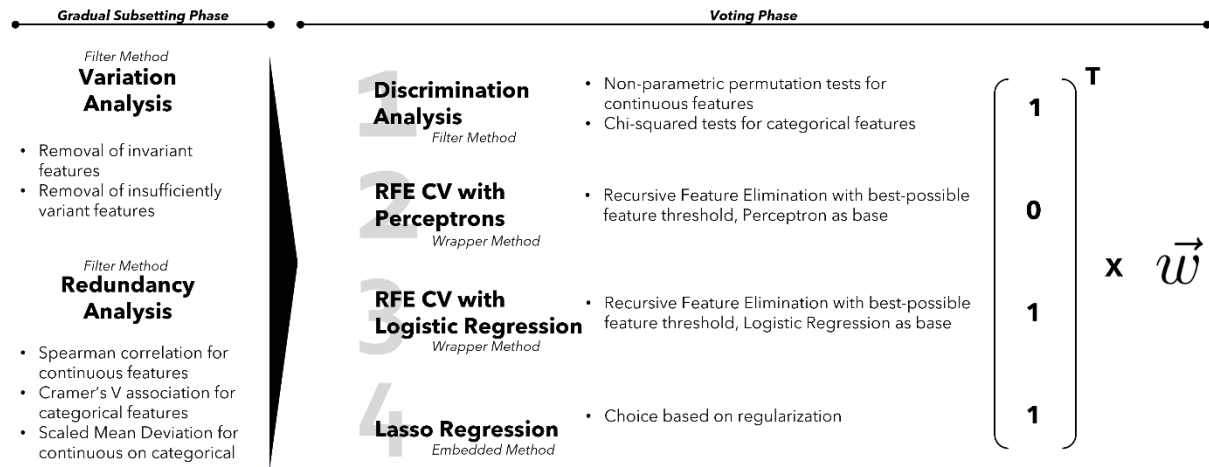 Gradual Subsetting Phase
Voting Phase
Filter Method
Variation
Analysis
• Removal of invariant
features
• Removal of insufficiently
variant features
Filter Method
Redundancy
Analysis
• Spearman correlation for
continuous features
• Cramer's V association for
categorical features
• Scaled Mean Deviation for
continuous on categorical
1
Discrimination
Analysis
Filter Method
• Non-parametric permutation tests for
continuous features
• Chi-squared tests for categorical features
2
RFE CV with
Perceptrons
Wrapper Method
• Recursive Feature Elimination with best-possible
feature threshold, Perceptron as base
3
RFE CV with
Logistic Regression
Wrapper Method
• Recursive Feature Elimination with best-possible
feature threshold, Logistic Regression as base
4
Lasso Regression
Embedded Method
• Choice based on regularization
T
1
0
1
1
X w⃗